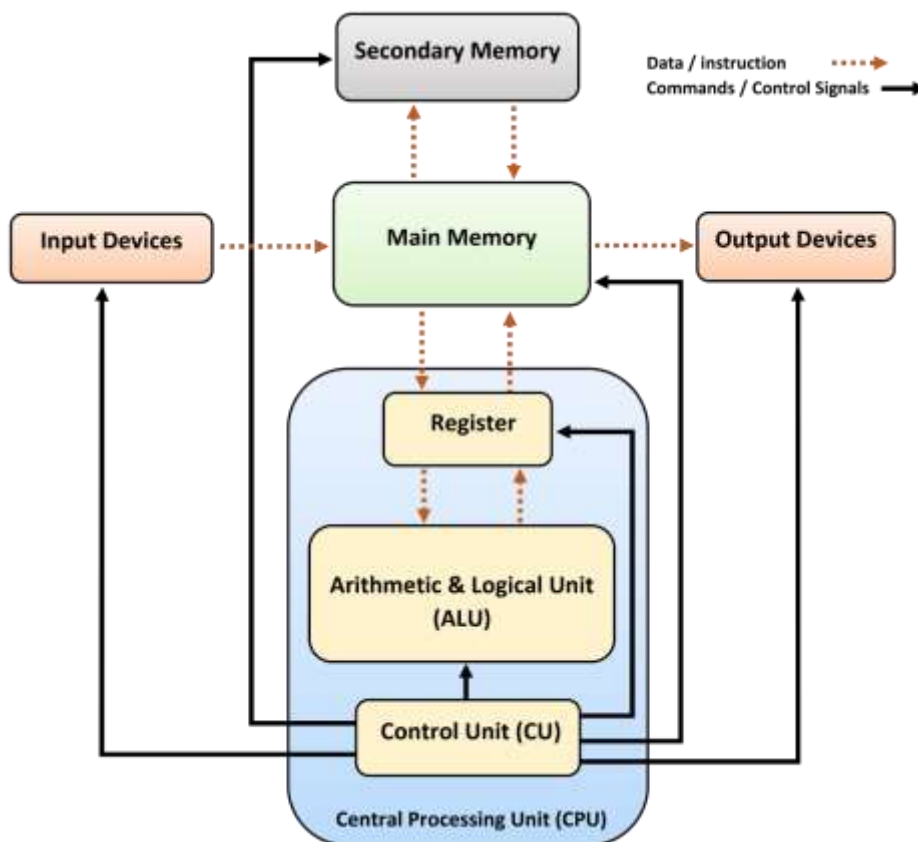 Secondary Memory
Data / instruction
Commands / Control Signals
Input Devices
Main Memory
Output Devices
Register
Arithmetic & Logical Unit
(ALU)
Control Unit (CU)
Central Processing Unit (CPU)